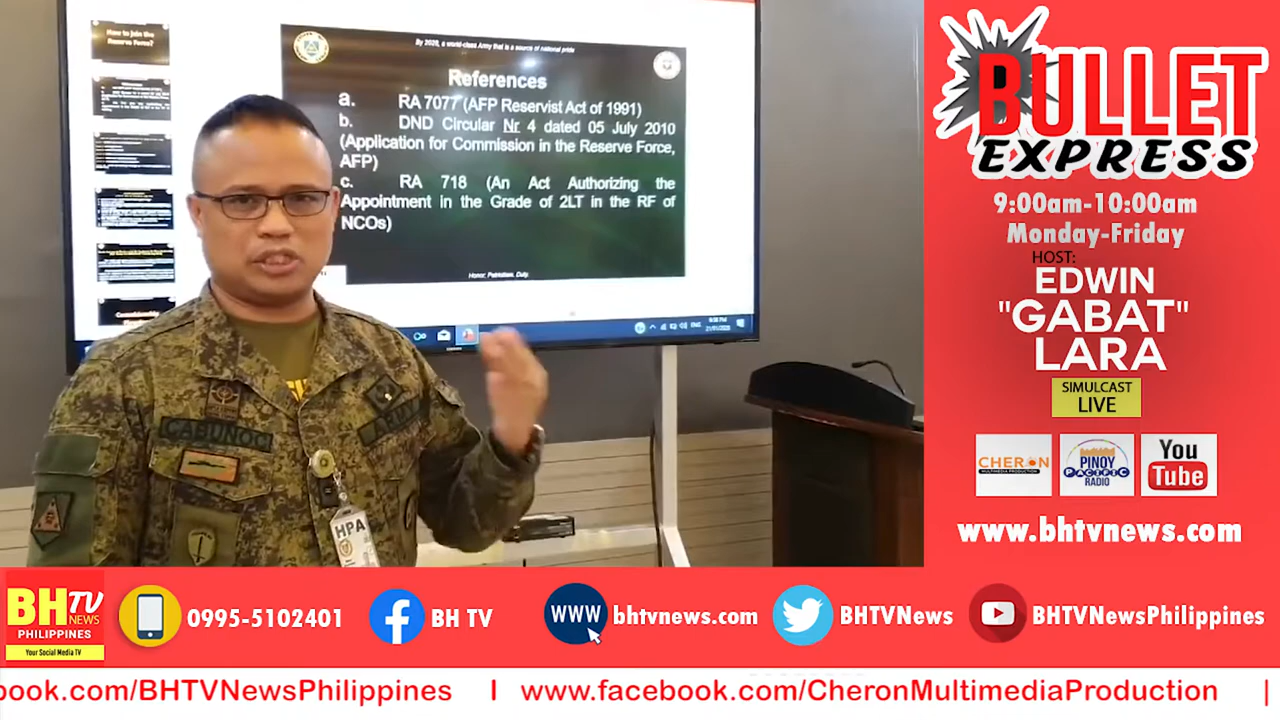 How to join the
Reserve Force?
By 2028, a world-class Army that is a source of national pride
References
a. RA 7077 (AFP Reservist Act of 1991)
b. DND Circular Nr 4 dated 05 July 2010
(Application for Commission in the Reserve Force,
AFP)
c. RA 718 (An Act Authorizing the
Appointment in the Grade of 2LT in the RF of
NCOs)
Honor. Patriotism. Duty.
ENG
CABUNOC
ARMY
HPA
BULLET
EXPRESS
9:00am-10:00am
Monday-Friday
HOST:
EDWIN
"GABAT"
LARA
SIMULCAST
LIVE
CHERON
MULTIMEDIA PRODUCTION
PINOY
PACIFIC
RADIO
You
Tube
www.bhtvnews.com
BHTV
NEWS
PHILIPPINES
Your Social Media TV
0995-5102401
BH TV
WWW
bhtvnews.com
BHTVNews
BHTVNewsPhilippines
book.com/BHTVNewsPhilippines I www.facebook.com/CheronMultimediaProduction |